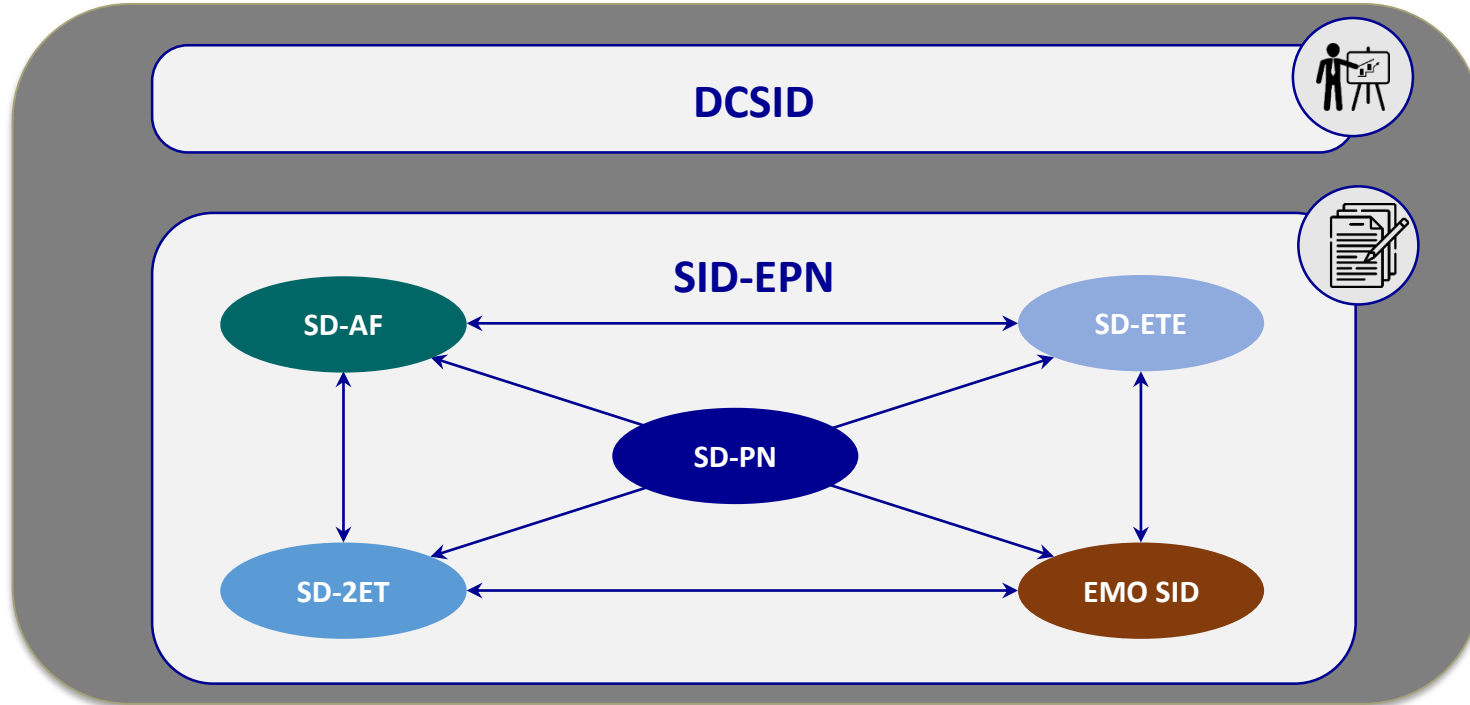 DCSID
SID-EPN
SD-AF
SD-ETE
SD-PN
SD-2ET
EMO SID